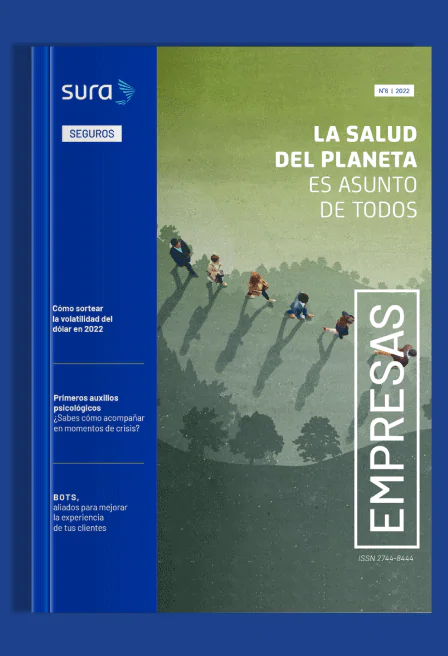 sura
SEGUROS
N°6 | 2022
LA SALUD
DEL PLANETA
ES ASUNTO
DE TODOS
Cómo sortear
la volatilidad del
dólar en 2022
Primeros auxilios
psicológicos
¿Sabes cómo acompañar
en momentos de crisis?
BOTS,
aliados para mejorar
la experiencia
de tus clientes
EMPRESAS
ISSN 2744-8444